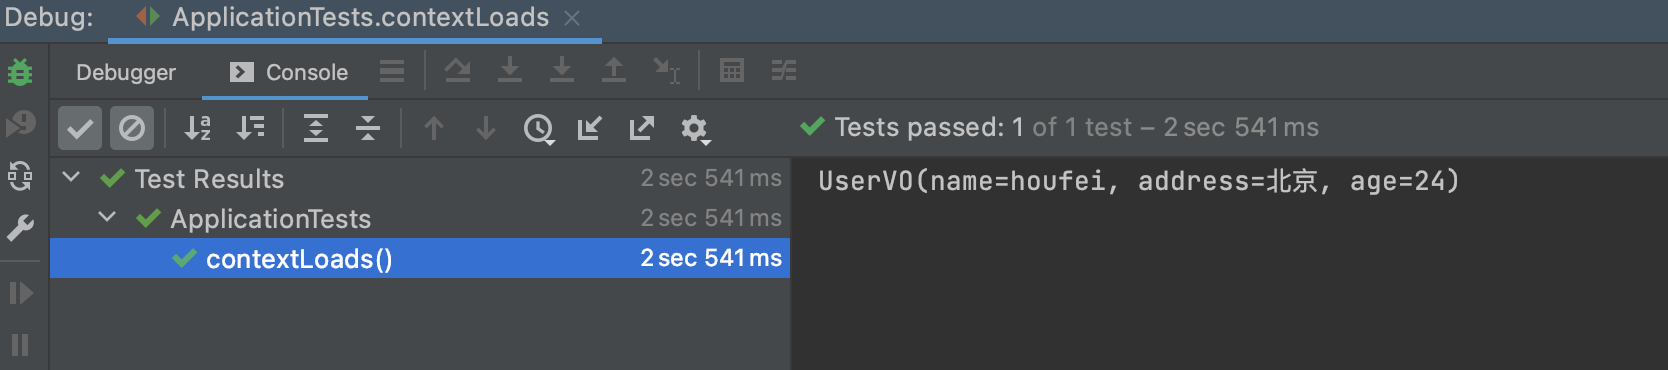 Debug: ApplicationTests.contextLoads
Debugger Console
Tests passed: 1 of 1 test – 2 sec 541 ms
Test Results 2 sec 541 ms
ApplicationTests 2 sec 541 ms
contextLoads() 2 sec 541 ms
UserVO(name=houfei, address=北京, age=24)